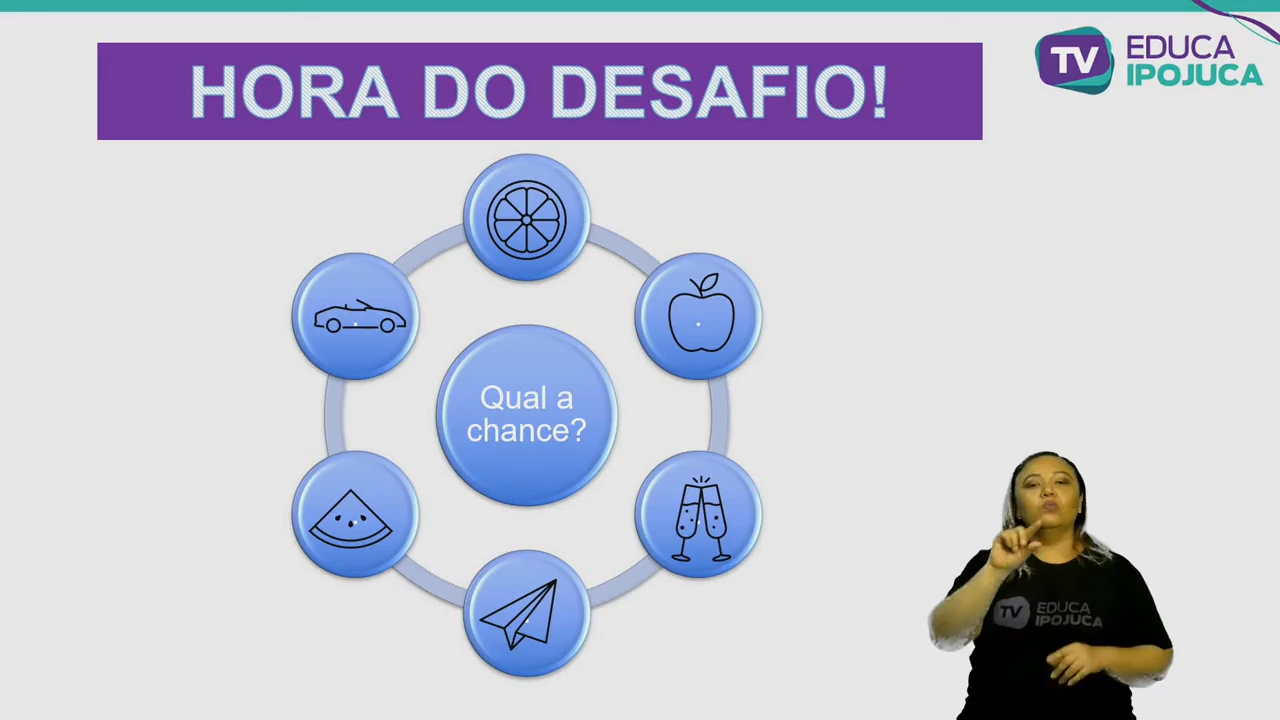 HORA DO DESAFIO!
TV EDUCA
IPOJUCA
Qual a
chance?
TV EDUCA
IPOJUCA